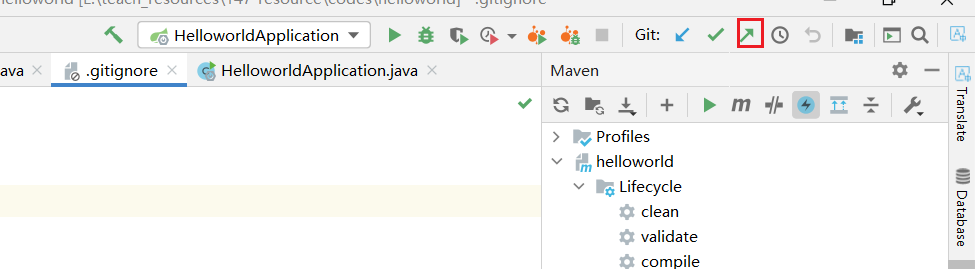 helloworld [E:\teach_resources\147 resource\codes\helloworld] - .gitignore
HelloworldApplication
Git:
ava
.gitignore
HelloworldApplication.java
Maven
Profiles
helloworld
Lifecycle
clean
validate
compile
Translate
Database